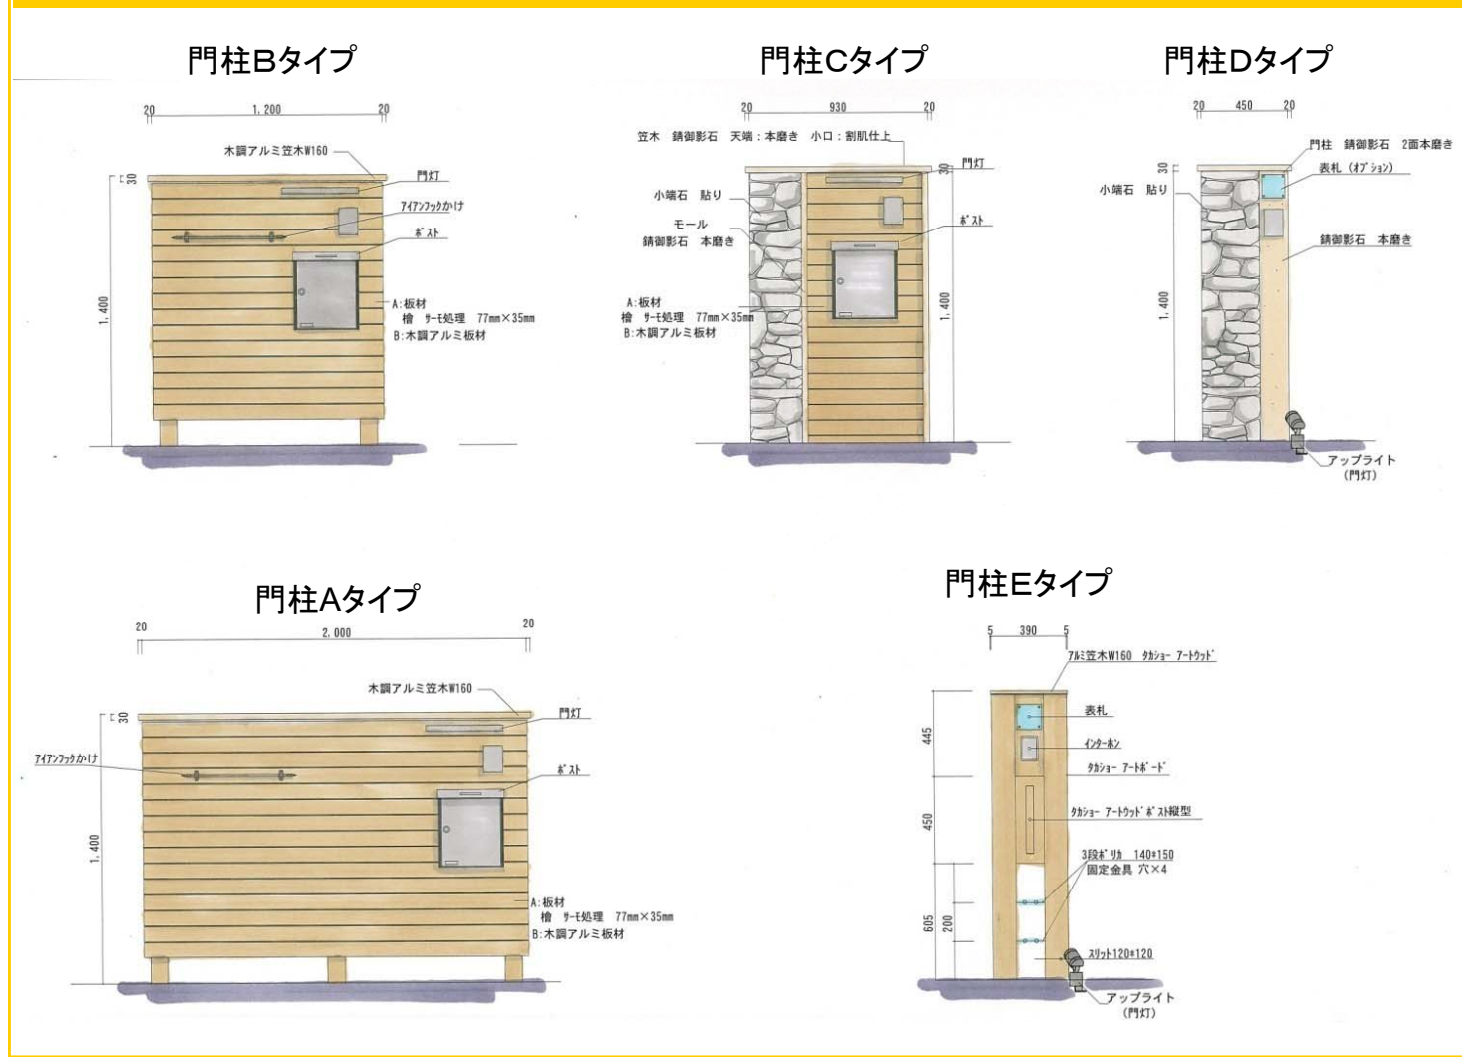 門柱Bタイプ
20
1,200
20
木調アルミ笠木W160
30
門灯
アイアンフックかけ
ポスト
1,400
A:板材
檜 サーモ処理 77mm×35mm
B:木調アルミ板材
門柱Cタイプ
20
930
20
笠木 錆御影石 天端:本磨き 小口:割肌仕上
門灯
30
小端石 貼り
モール
錆御影石 本磨き
ポスト
A:板材
檜 サーモ処理 77mm×35mm
B:木調アルミ板材
1,400
門柱Dタイプ
20
450
20
門柱 錆御影石 2面本磨き
30
表札(オプション)
小端石 貼り
錆御影石 本磨き
1,400
アップライト
(門灯)
門柱Aタイプ
20
2,000
20
木調アルミ笠木W160
30
門灯
アイアンフックかけ
ポスト
1,400
A:板材
檜 サーモ処理 77mm×35mm
B:木調アルミ板材
門柱Eタイプ
5
390
5
アルミ笠木W160 タカショー アートウッド
表札
445
インターホン
タカショー アートボード
450
タカショー アートウッドポスト縦型
3段ポリカ 140*150
固定金具 穴×4
605
200
スリット120*120
アップライト
(門灯)